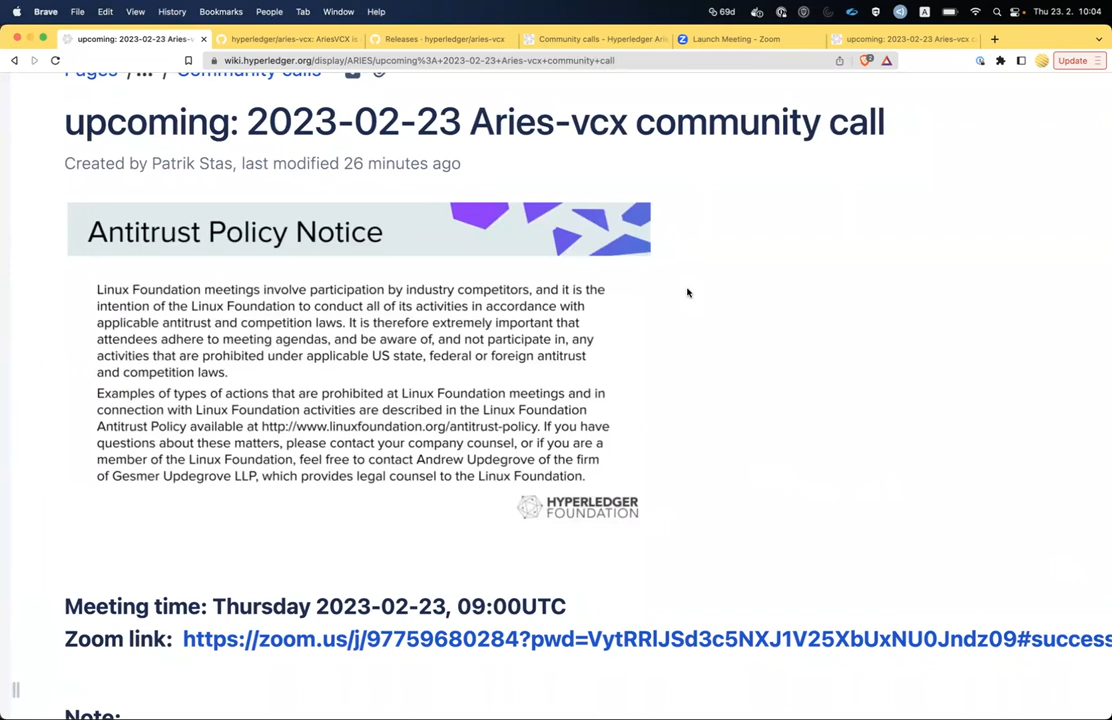 Brave File Edit View History Bookmarks People Tab Window Help 69d A Thu 23. 2. 10:04
upcoming: 2023-02-23 Aries- hyperledger/aries-vcx: AriesVCX is Releases · hyperledger/aries-vcx Community calls - Hyperledger Ari Launch Meeting - Zoom upcoming: 2023-02-23 Aries-vcx c
wiki.hyperledger.org/display/ARIES/upcoming%3A+2023-02-23+Aries-vcx+community+call 2 Update
Pages / ... / Community calls
upcoming: 2023-02-23 Aries-vcx community call
Created by Patrik Stas, last modified 26 minutes ago
Antitrust Policy Notice
Linux Foundation meetings involve participation by industry competitors, and it is the
intention of the Linux Foundation to conduct all of its activities in accordance with
applicable antitrust and competition laws. It is therefore extremely important that
attendees adhere to meeting agendas, and be aware of, and not participate in, any
activities that are prohibited under applicable US state, federal or foreign antitrust
and competition laws.
Examples of types of actions that are prohibited at Linux Foundation meetings and in
connection with Linux Foundation activities are described in the Linux Foundation
Antitrust Policy available at http://www.linuxfoundation.org/antitrust-policy. If you have
questions about these matters, please contact your company counsel, or if you are a
member of the Linux Foundation, feel free to contact Andrew Updegrove of the firm
of Gesmer Updegrove LLP, which provides legal counsel to the Linux Foundation.
HYPERLEDGER
FOUNDATION
Meeting time: Thursday 2023-02-23, 09:00UTC
Zoom link: https://zoom.us/j/97759680284?pwd=VytRRlJSd3c5NXJ1V25XbUxNU0Jndz09#success
Note: